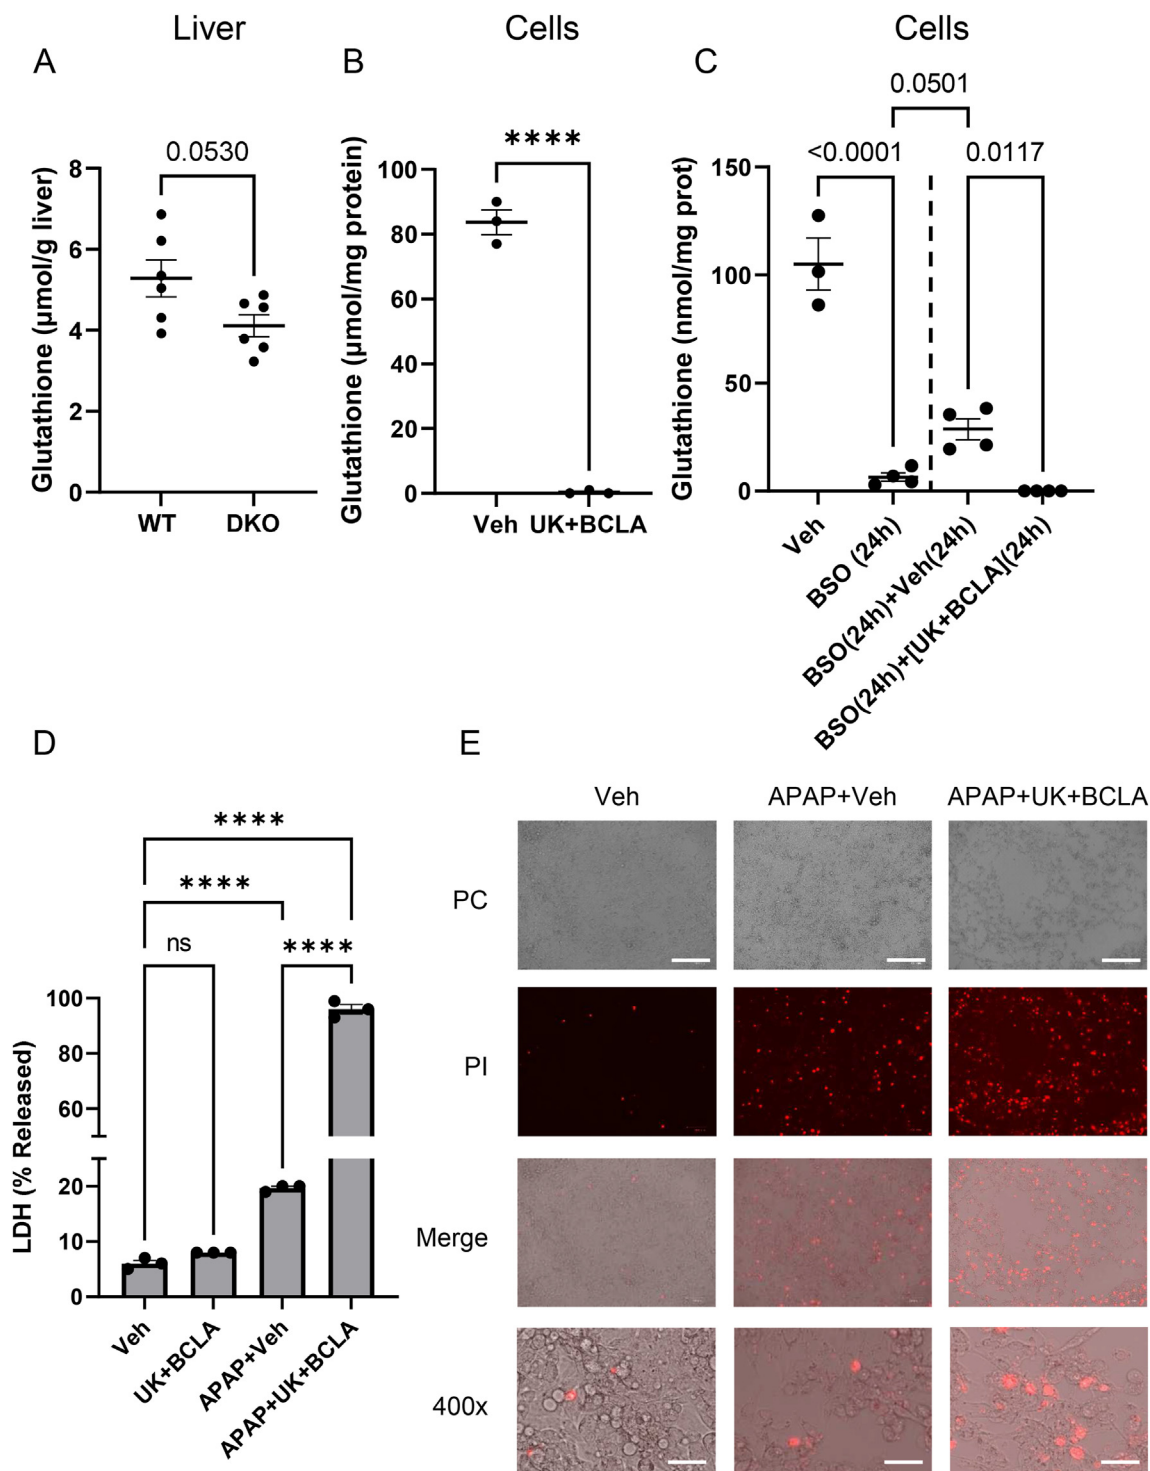 Liver
Cells
Cells
A
B
C
0.0530
Glutathione (µmol/g liver)
8
6
4
2
0
WT
DKO
****
Glutathione (µmol/mg protein)
100
80
60
40
20
0
Veh
UK+BCLA
0.0501
<0.0001
0.0117
Glutathione (nmol/mg prot)
150
100
50
0
Veh
BSO (24h)
BSO(24h)+Veh(24h)
BSO(24h)+[UK+BCLA](24h)
D
****
****
ns
****
LDH (% Released)
100
80
60
20
10
0
Veh
UK+BCLA
APAP+Veh
APAP+UK+BCLA
E
Veh
APAP+Veh
APAP+UK+BCLA
PC
PI
Merge
400x